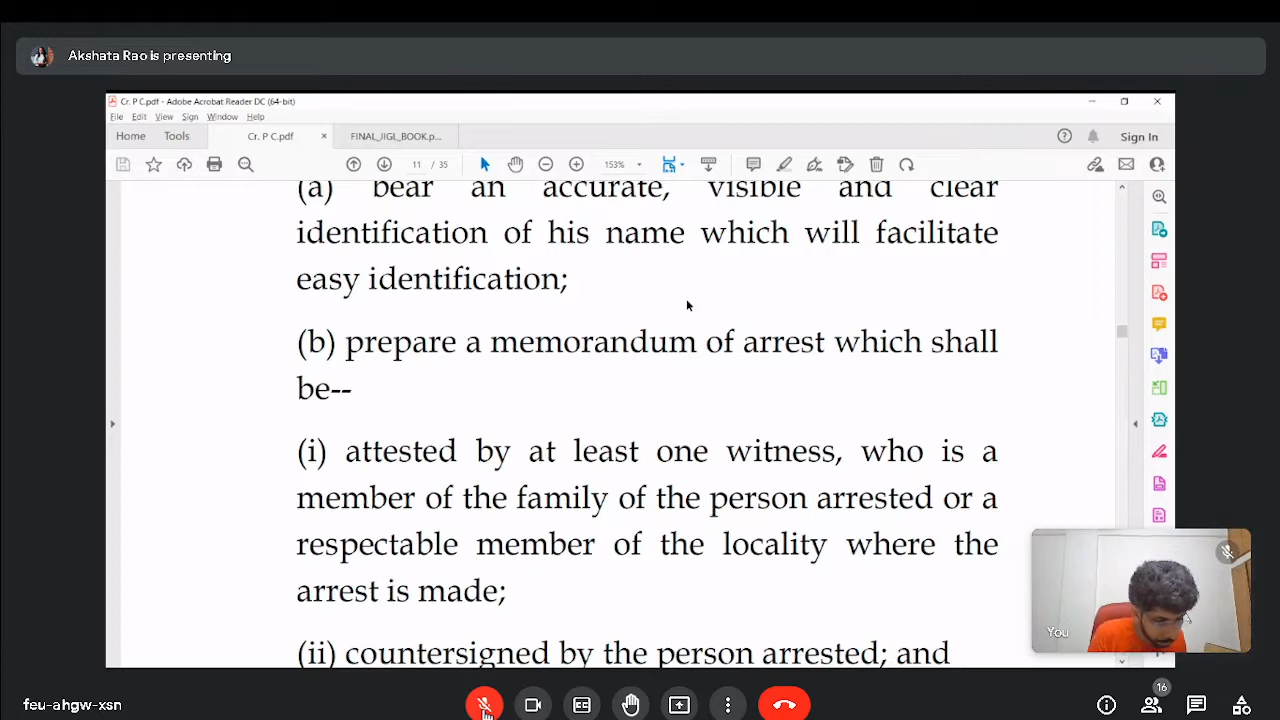 Akshata Rao is presenting
Cr. P C.pdf - Adobe Acrobat Reader DC (64-bit)
File Edit View Sign Window Help
Home Tools Cr. P C.pdf × FINAL_JIGL_BOOK.p... Sign In
11 / 35 153%
(a) bear an accurate, visible and clear
identification of his name which will facilitate
easy identification;
(b) prepare a memorandum of arrest which shall
be--
(i) attested by at least one witness, who is a
member of the family of the person arrested or a
respectable member of the locality where the
arrest is made;
(ii) countersigned by the person arrested; and
You
feu-ahgw-xsn
16